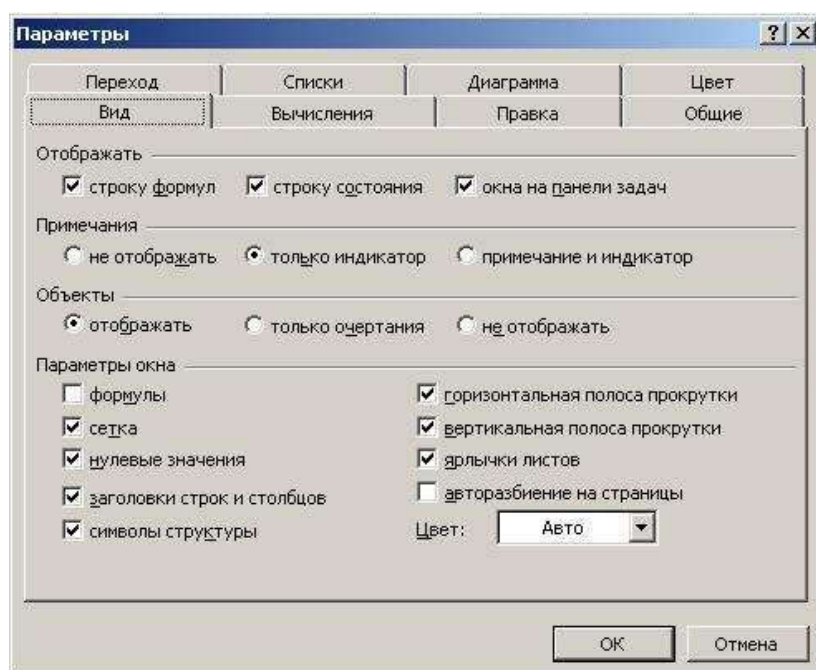 Параметры
Переход Списки Диаграмма Цвет
Вид Вычисления Правка Общие
Отображать
строку формул строку состояния окна на панели задач
Примечания
не отображать только индикатор примечание и индикатор
Объекты
отображать только очертания не отображать
Параметры окна
формулы горизонтальная полоса прокрутки
сетка вертикальная полоса прокрутки
нулевые значения ярлычки листов
заголовки строк и столбцов авторазбиение на страницы
символы структуры Цвет: Авто
ОК Отмена